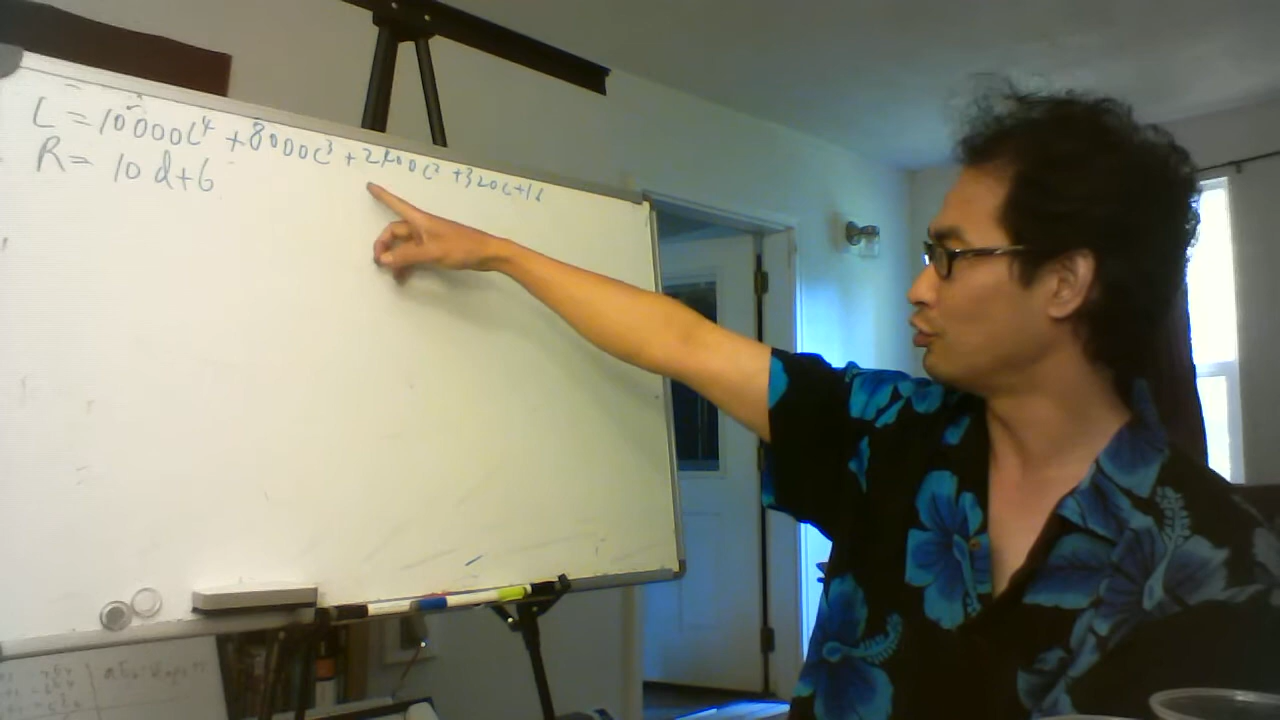 L = 10000c⁴ + 8000c³ + 2400c² + 320c + 16
R = 10d+6